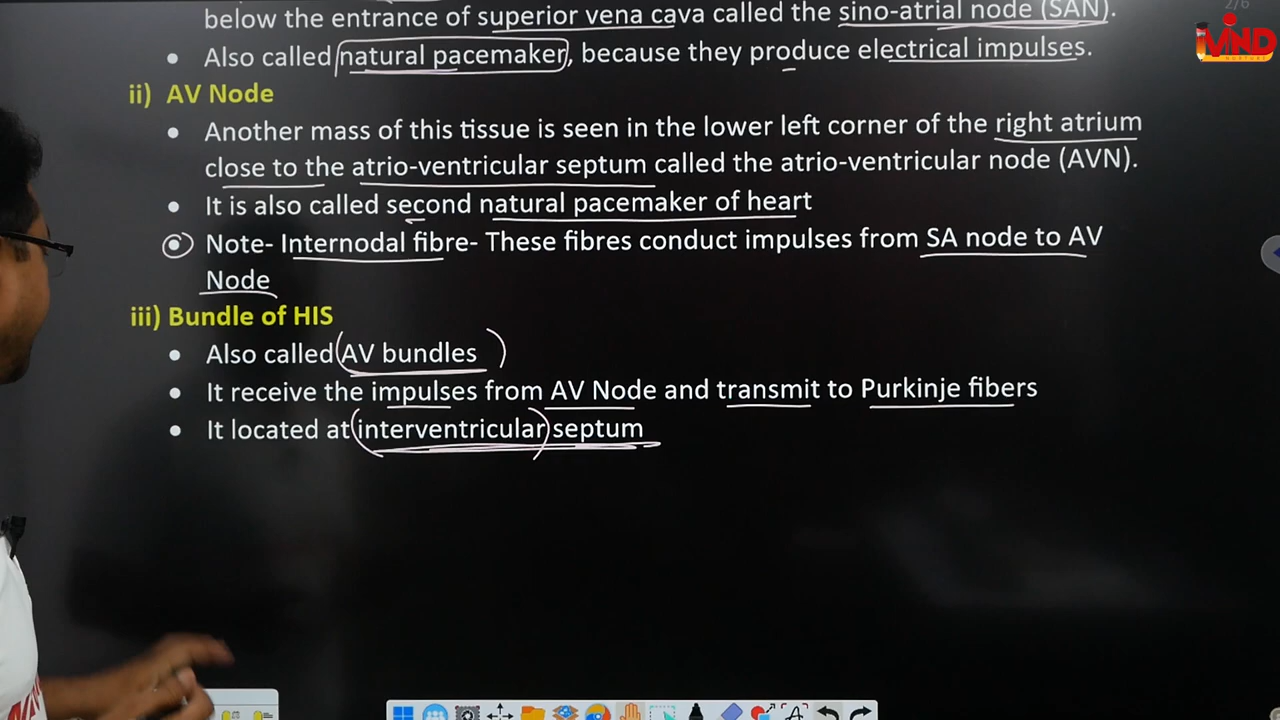 2/6
below the entrance of superior vena cava called the sino-atrial node (SAN).
• Also called natural pacemaker, because they produce electrical impulses.
ii) AV Node
• Another mass of this tissue is seen in the lower left corner of the right atrium
close to the atrio-ventricular septum called the atrio-ventricular node (AVN).
• It is also called second natural pacemaker of heart
• Note- Internodal fibre- These fibres conduct impulses from SA node to AV
Node
iii) Bundle of HIS
• Also called (AV bundles )
• It receive the impulses from AV Node and transmit to Purkinje fibers
• It located at (interventricular) septum
MIND
NURTURE